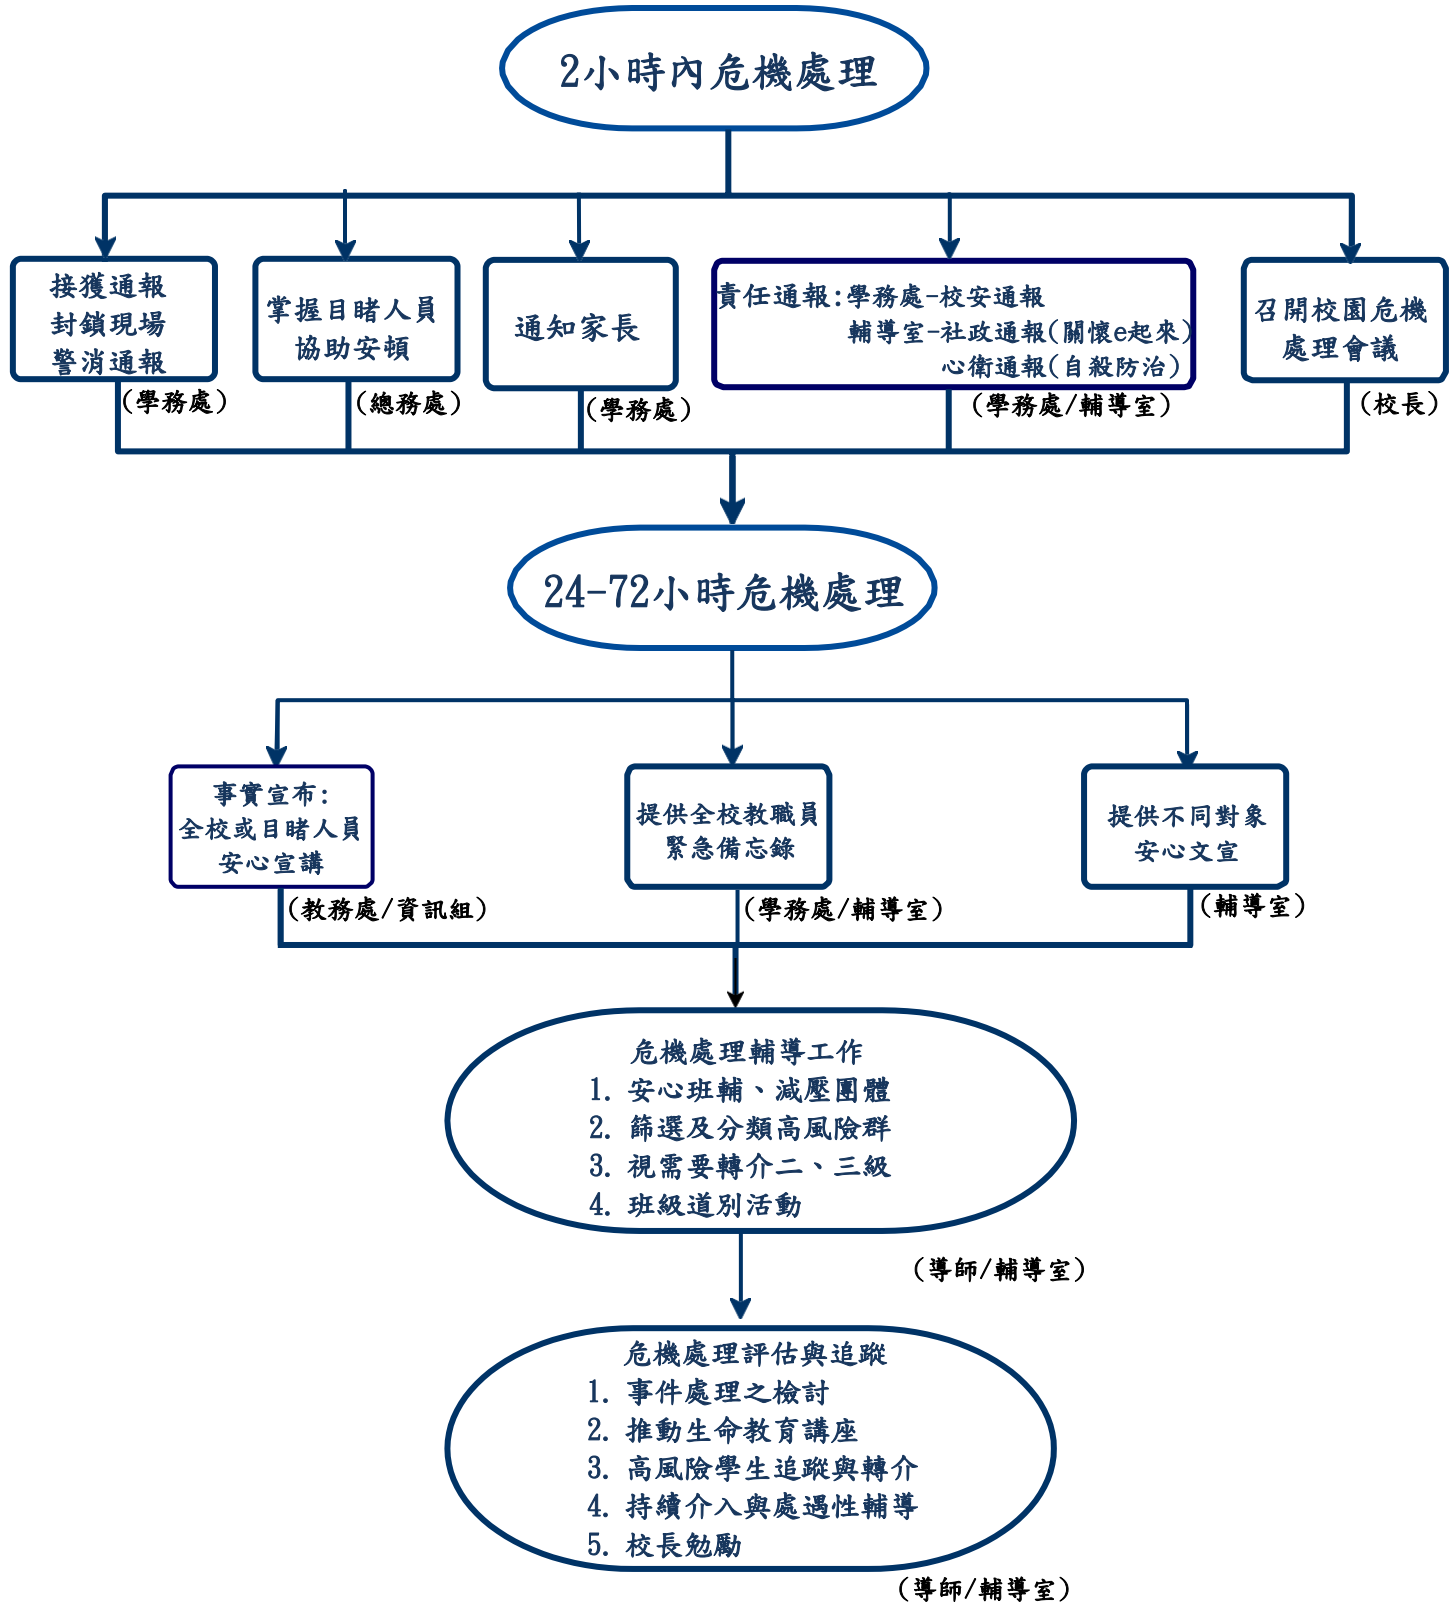 2小時內危機處理
接獲通報
封鎖現場
警消通報
(學務處)
掌握目睹人員
協助安頓
(總務處)
通知家長
(學務處)
責任通報:學務處-校安通報
輔導室-社政通報(關懷e起來)
心衛通報(自殺防治)
(學務處/輔導室)
召開校園危機
處理會議
(校長)
24-72小時危機處理
事實宣布:
全校或目睹人員
安心宣講
(教務處/資訊組)
提供全校教職員
緊急備忘錄
(學務處/輔導室)
提供不同對象
安心文宣
(輔導室)
危機處理輔導工作
1. 安心班輔、減壓團體
2. 篩選及分類高風險群
3. 視需要轉介二、三級
4. 班級道別活動
(導師/輔導室)
危機處理評估與追蹤
1. 事件處理之檢討
2. 推動生命教育講座
3. 高風險學生追蹤與轉介
4. 持續介入與處遇性輔導
5. 校長勉勵
(導師/輔導室)